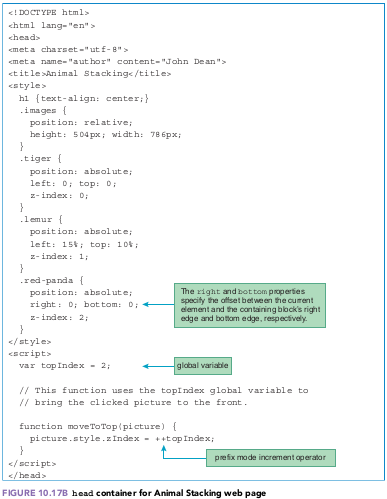 <!DOCTYPE html>
<html lang="en">
<head>
<meta charset="utf-8">
<meta name="author" content="John Dean">
<title>Animal Stacking</title>
<style>
  h1 {text-align: center;}
  .images {
    position: relative;
    height: 504px; width: 786px;
  }
  .tiger {
    position: absolute;
    left: 0; top: 0;
    z-index: 0;
  }
  .lemur {
    position: absolute;
    left: 15%; top: 10%;
    z-index: 1;
  }
  .red-panda {
    position: absolute;
    right: 0; bottom: 0;
    z-index: 2;
  }
The right and bottom properties
specify the offset between the current
element and the containing block's right
edge and bottom edge, respectively.
</style>
<script>
  var topIndex = 2;
global variable
  // This function uses the topIndex global variable to
  // bring the clicked picture to the front.
  function moveToTop(picture) {
    picture.style.zIndex = ++topIndex;
  }
prefix mode increment operator
</script>
</head>
FIGURE 10.17B head container for Animal Stacking web page